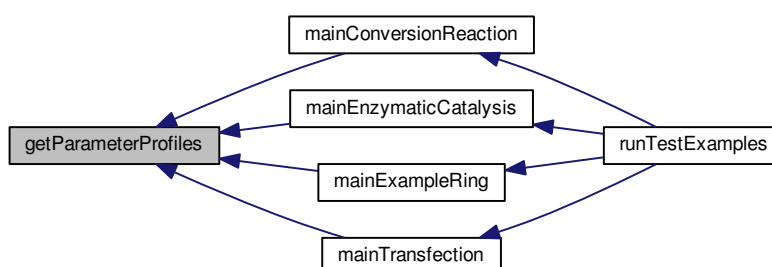 mainConversionReaction
mainEnzymaticCatalysis
getParameterProfiles
runTestExamples
mainExampleRing
mainTransfection